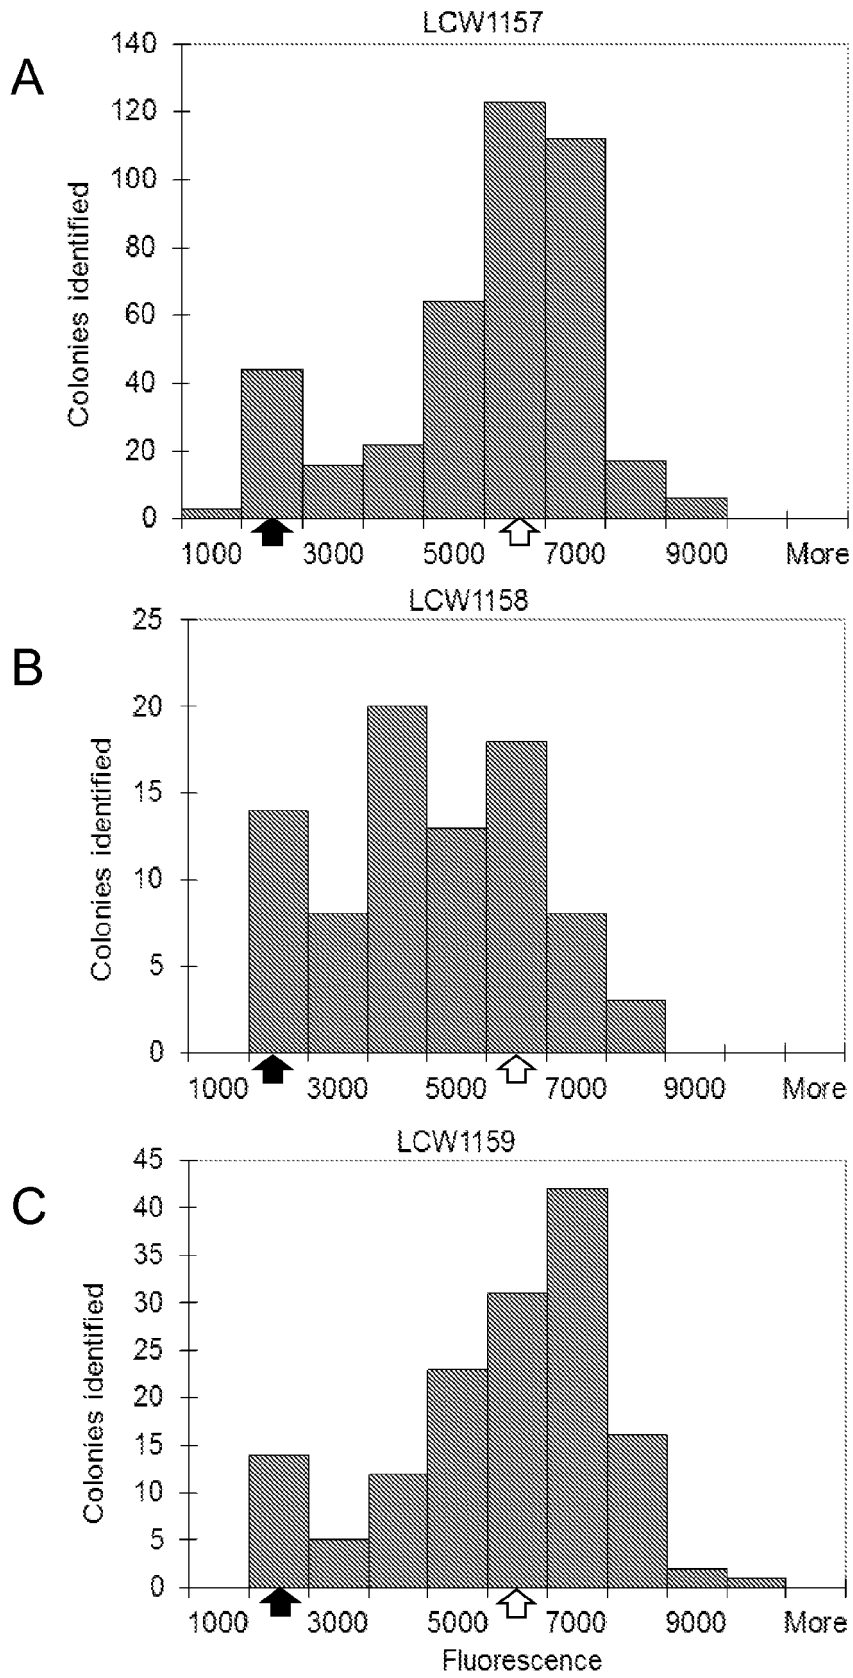 LCW1157
A
140
120
100
80
60
40
20
0
Colonies identified
1000 3000 5000 7000 9000 More
LCW1158
B
25
20
15
10
5
0
Colonies identified
1000 3000 5000 7000 9000 More
LCW1159
C
45
40
35
30
25
20
15
10
5
0
Colonies identified
1000 3000 5000 7000 9000 More
Fluorescence